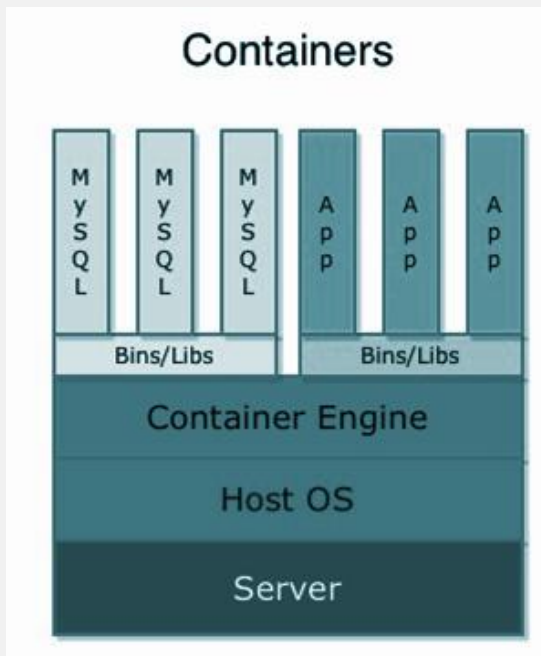 Containers
MySQL
MySQL
MySQL
App
App
App
Bins/Libs
Bins/Libs
Container Engine
Host OS
Server